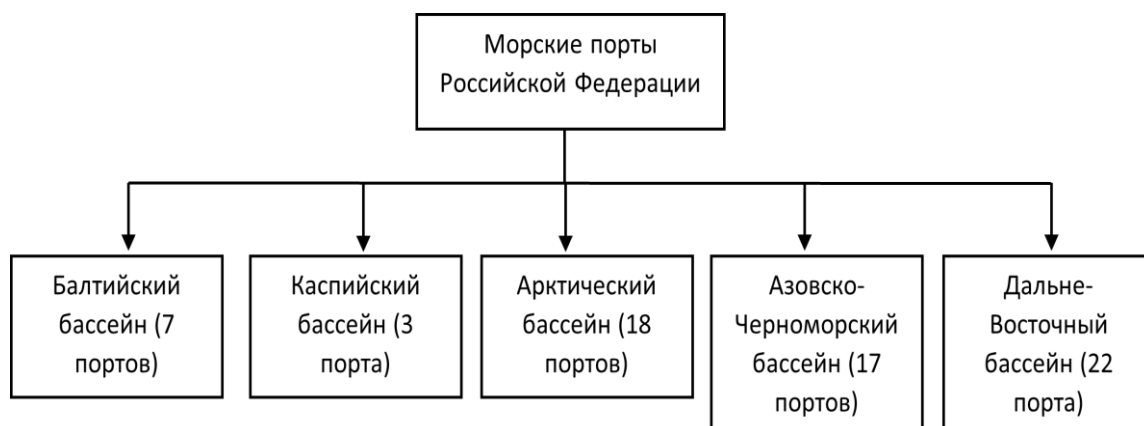 Морские порты
Российской Федерации
Балтийский
бассейн (7
портов)
Каспийский
бассейн (3
порта)
Арктический
бассейн (18
портов)
Азовско-
Черноморский
бассейн (17
портов)
Дальне-
Восточный
бассейн (22
порта)